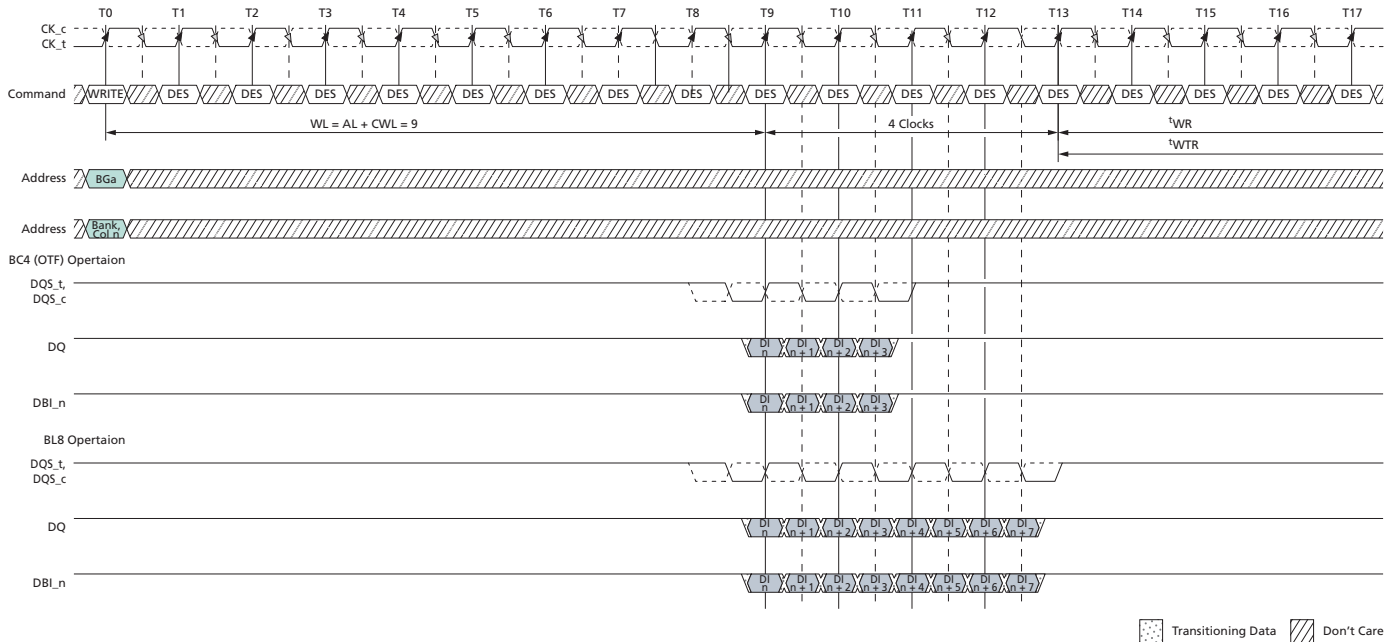 T0 T1 T2 T3 T4 T5 T6 T7 T8 T9 T10 T11 T12 T13 T14 T15 T16 T17
CK_c
CK_t
Command WRITE DES DES DES DES DES DES DES DES DES DES DES DES DES DES DES DES DES
WL = AL + CWL = 9 4 Clocks tWR
tWTR
Address BGa
Address Bank,
Col n
BC4 (OTF) Opertaion
DQS_t,
DQS_c
DQ DI n DI n + 1 DI n + 2 DI n + 3
DBI_n DI n DI n + 1 DI n + 2 DI n + 3
BL8 Opertaion
DQS_t,
DQS_c
DQ DI n DI n + 1 DI n + 2 DI n + 3 DI n + 4 DI n + 5 DI n + 6 DI n + 7
DBI_n DI n DI n + 1 DI n + 2 DI n + 3 DI n + 4 DI n + 5 DI n + 6 DI n + 7
Transitioning Data Don't Care